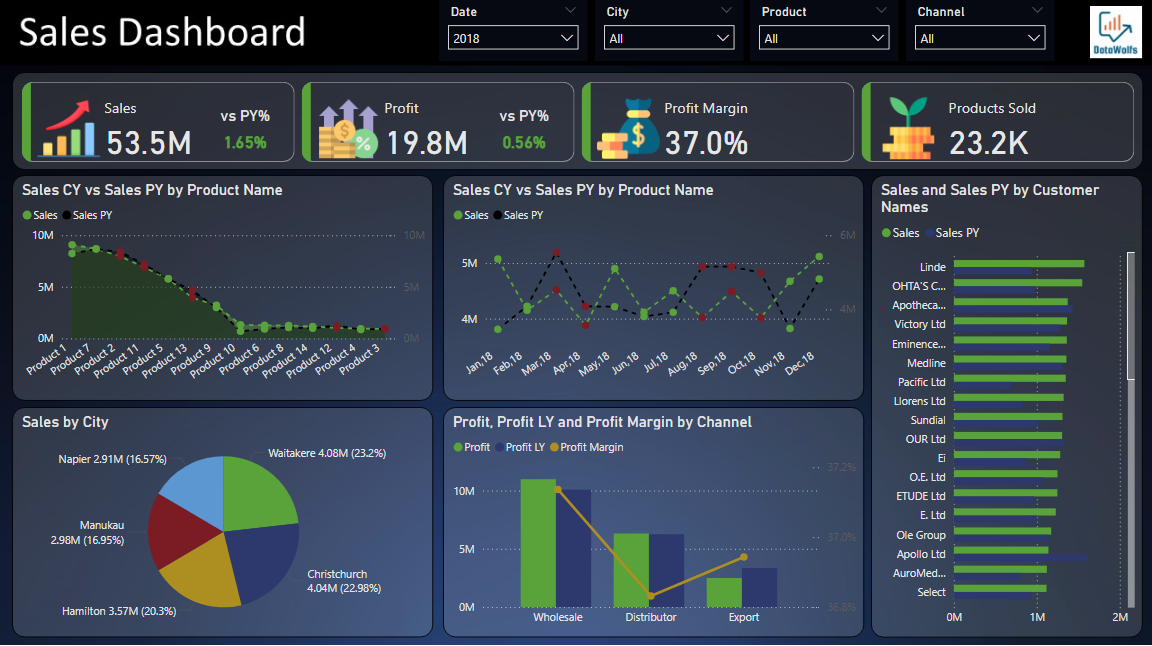 Sales Dashboard
Date
2018
City
All
Product
All
Channel
All
DataWolfs
Sales
53.5M
vs PY%
1.65%
Profit
19.8M
vs PY%
0.56%
Profit Margin
37.0%
Products Sold
23.2K
Sales CY vs Sales PY by Product Name
Sales Sales PY
10M
5M
0M
10M
5M
0M
Product 1
Product 7
Product 2
Product 11
Product 5
Product 13
Product 9
Product 10
Product 6
Product 8
Product 14
Product 12
Product 4
Product 3
Sales CY vs Sales PY by Product Name
Sales Sales PY
5M
4M
6M
4M
Jan,18
Feb,18
Mar,18
Apr,18
May,18
Jun,18
Jul,18
Aug,18
Sep,18
Oct,18
Nov,18
Dec,18
Sales and Sales PY by Customer
Names
Sales Sales PY
Linde
OHTA'S C...
Apotheca...
Victory Ltd
Eminence...
Medline
Pacific Ltd
Llorens Ltd
Sundial
OUR Ltd
Ei
O.E. Ltd
ETUDE Ltd
E. Ltd
Ole Group
Apollo Ltd
AuroMed...
Select
0M 1M 2M
Sales by City
Napier 2.91M (16.57%)
Waitakere 4.08M (23.2%)
Manukau
2.98M (16.95%)
Christchurch
4.04M (22.98%)
Hamilton 3.57M (20.3%)
Profit, Profit LY and Profit Margin by Channel
Profit Profit LY Profit Margin
10M
5M
0M
37.2%
37.0%
36.8%
Wholesale Distributor Export